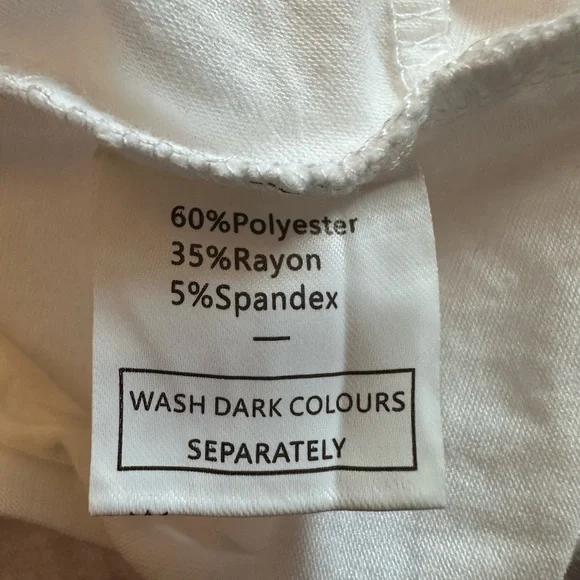 60%Polyester
35%Rayon
5%Spandex
—
WASH DARK COLOURS
SEPARATELY